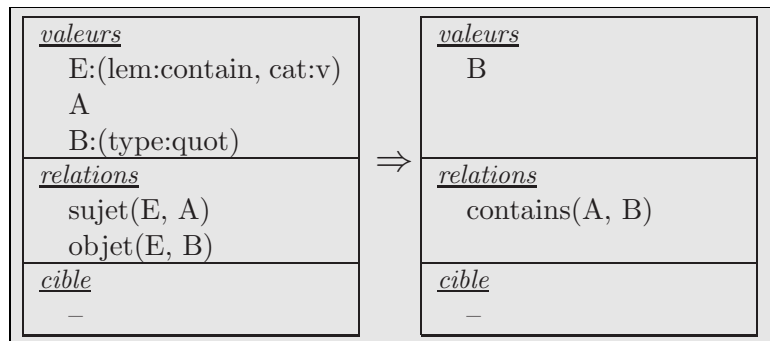 valeurs
E:(lem:contain, cat:v)
A
B:(type:quot)
relations
sujet(E, A)
objet(E, B)
cible
–
⇒
valeurs
B
relations
contains(A, B)
cible
–